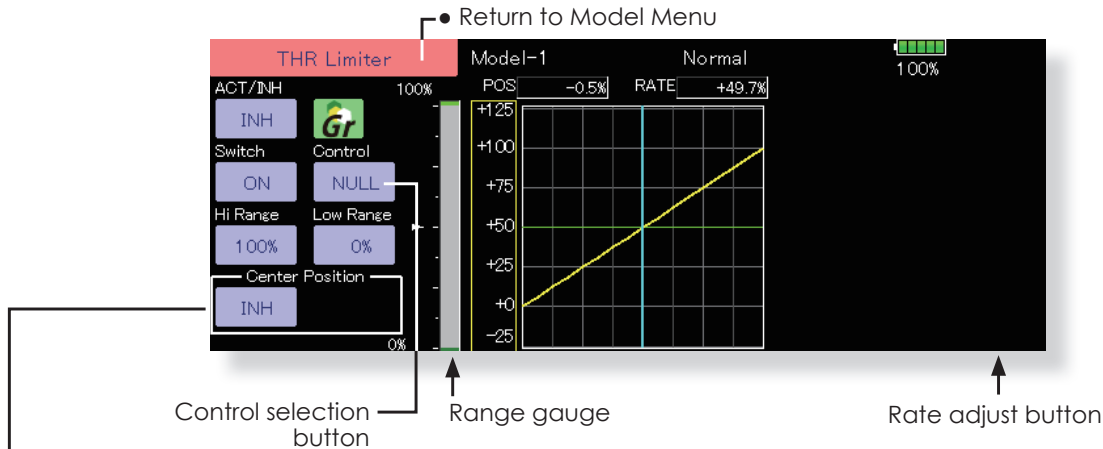 ● Return to Model Menu
THR Limiter
Model-1
Normal
100%
ACT/INH
100%
POS
-0.5%
RATE
+49.7%
INH
Gr
Switch
Control
ON
NULL
Hi Range
Low Range
100%
0%
Center Position
INH
0%
+125
+100
+75
+50
+25
+0
-25
Control selection
button
Range gauge
Rate adjust button